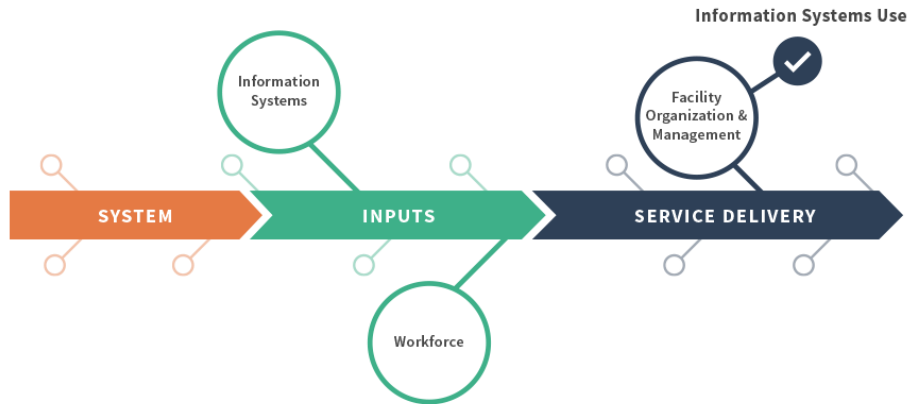 Information Systems Use
Information
Systems
Facility
Organization &
Management
SYSTEM
INPUTS
SERVICE DELIVERY
Workforce